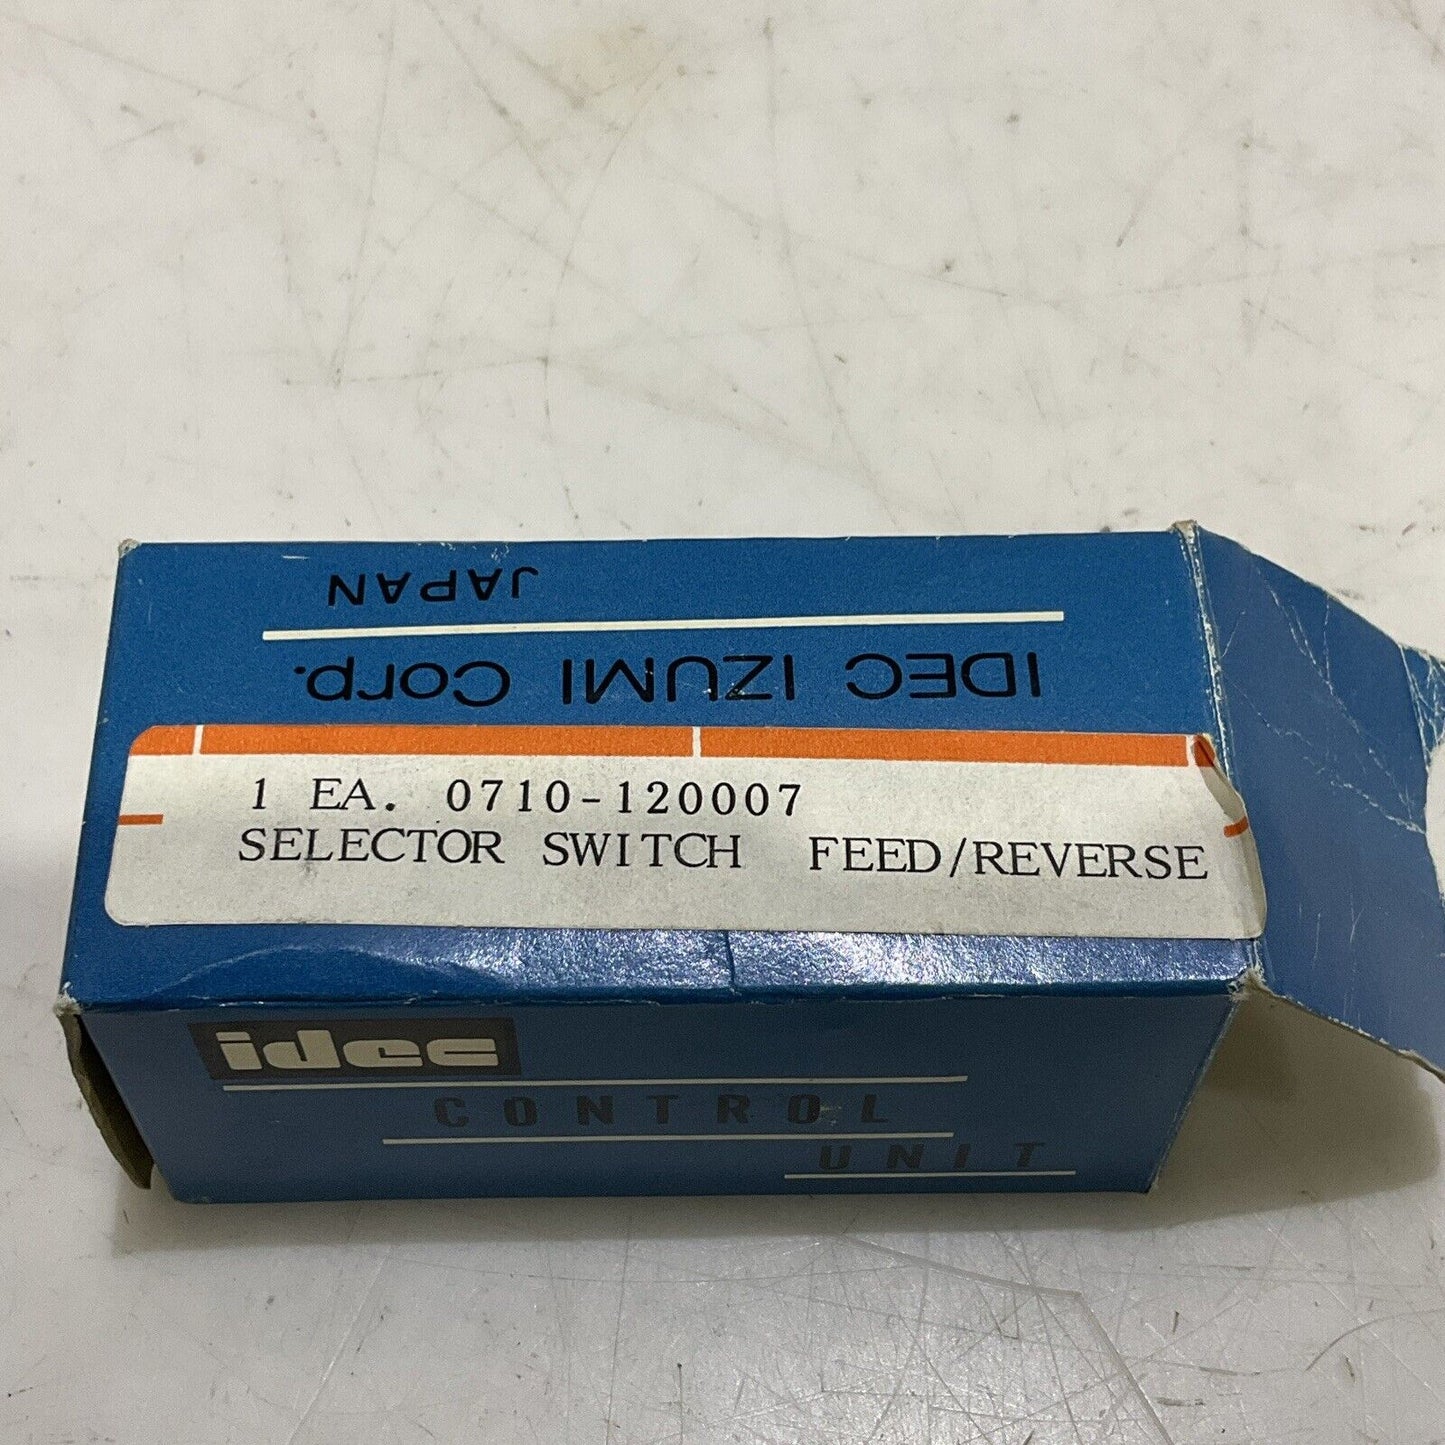 IDEC IZUMI Corp.
JAPAN
1 EA. 0710-120007
SELECTOR SWITCH FEED/REVERSE
idec
CONTROL
UNIT